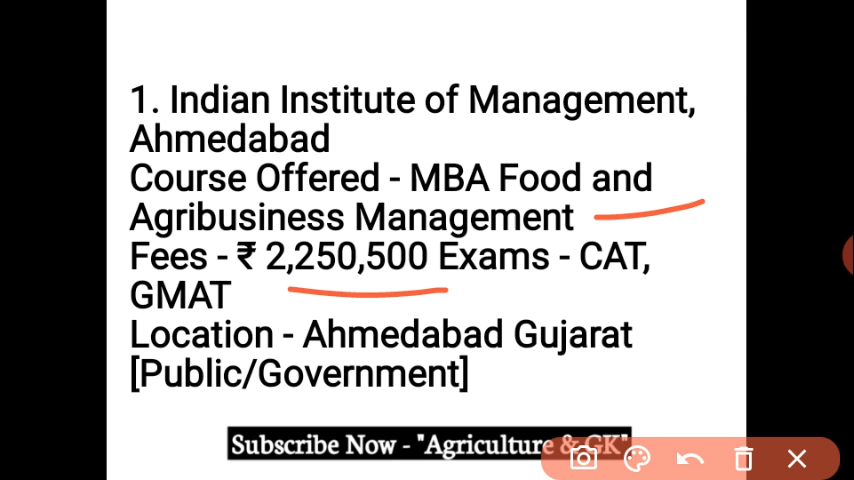 1. Indian Institute of Management,
Ahmedabad
Course Offered - MBA Food and
Agribusiness Management
Fees - ₹ 2,250,500 Exams - CAT,
GMAT
Location - Ahmedabad Gujarat
[Public/Government]
Subscribe Now - "Agriculture & GK"